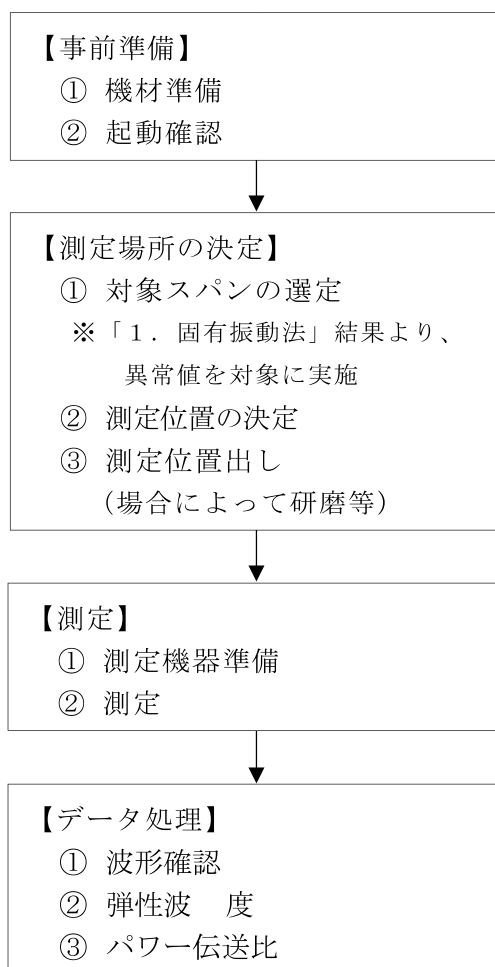 【事前準備】
① 機材準備
② 起動確認
【測定場所の決定】
① 対象スパンの選定
※「１．固有振動法」結果より、
異常値を対象に実施
② 測定位置の決定
③ 測定位置出し
（場合によって研磨等）
【測定】
① 測定機器準備
② 測定
【データ処理】
① 波形確認
② 弾性波　度
③ パワー伝送比